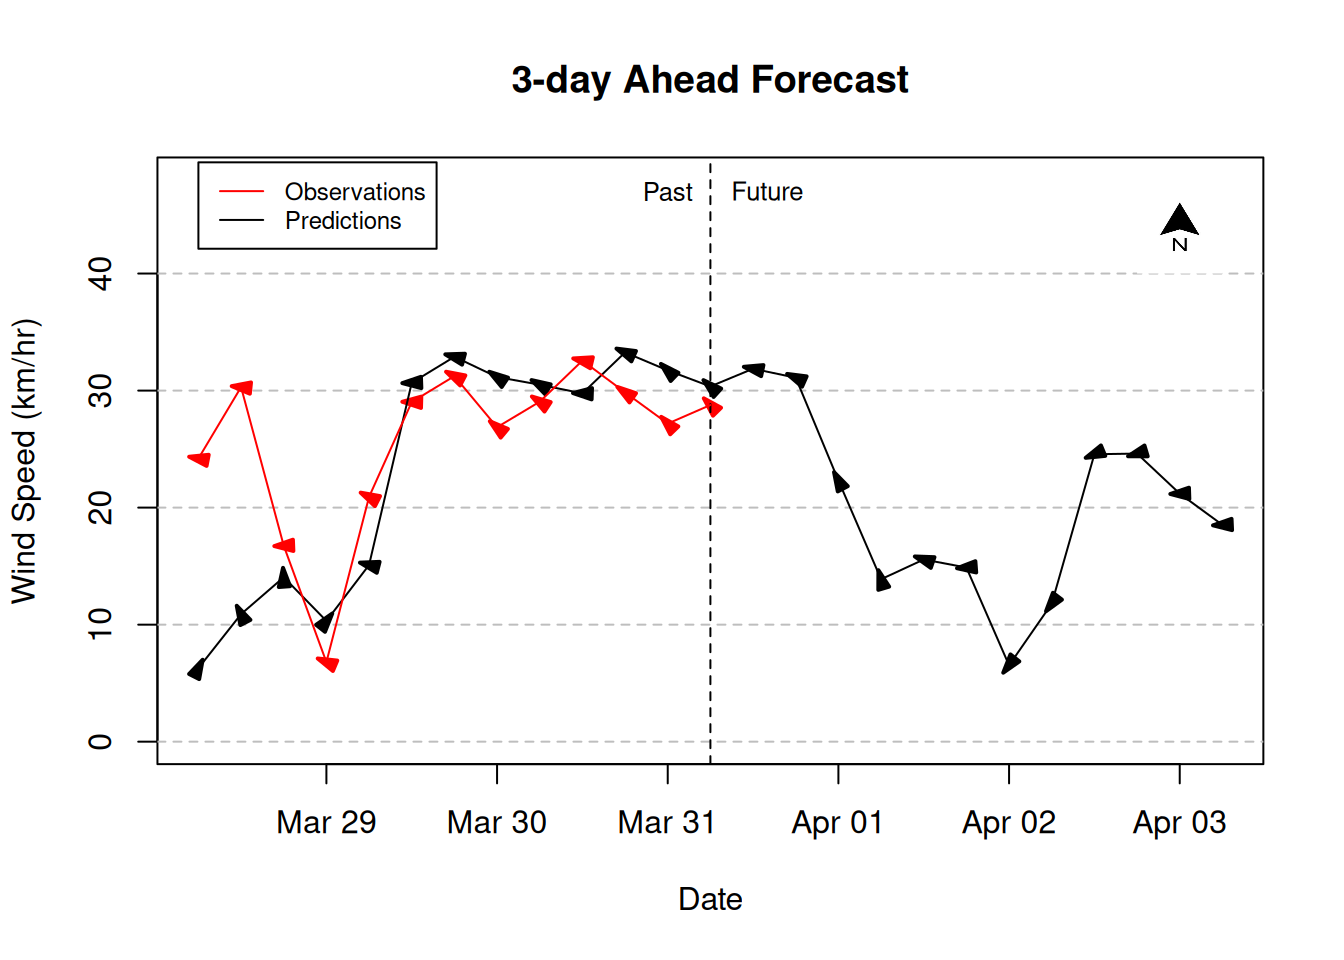 3-day Ahead Forecast
Observations
Predictions
Past
Future
N
Wind Speed (km/hr)
40
30
20
10
0
Mar 29
Mar 30
Mar 31
Apr 01
Apr 02
Apr 03
Date